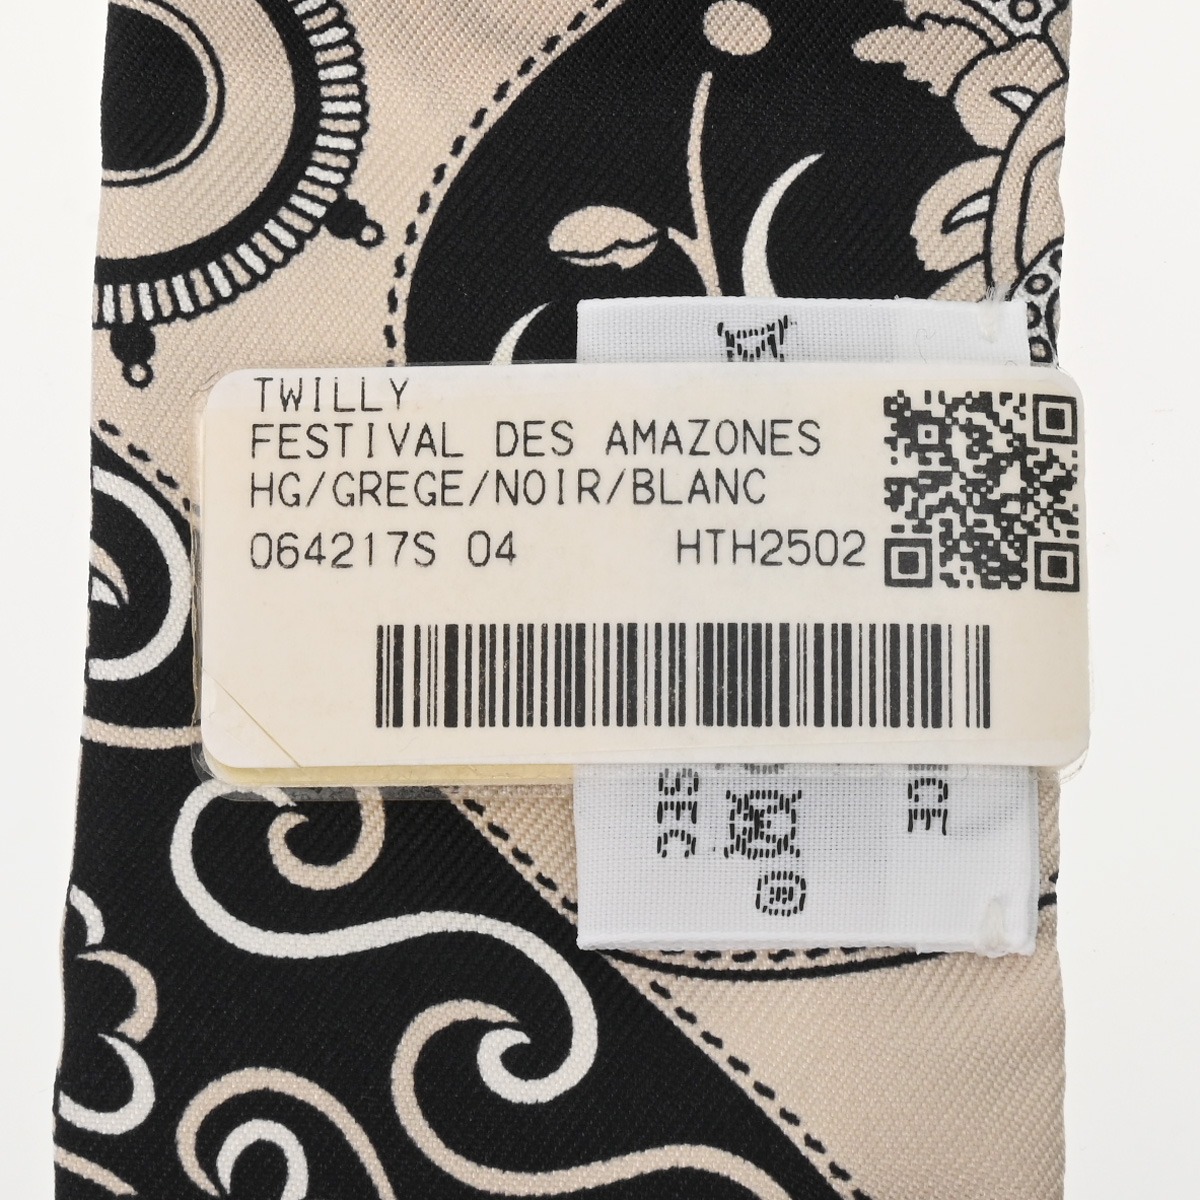 TWILLY
FESTIVAL DES AMAZONES
HG/GREGE/NOIR/BLANC
064217S 04 HTH2502